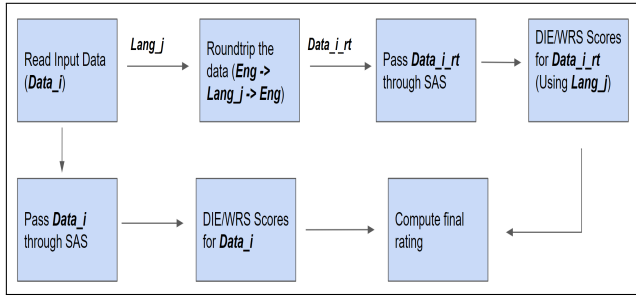 Read Input Data
(Data_i)
Lang_j
Roundtrip the
data (Eng ->
Lang_j -> Eng)
Data_i_rt
Pass Data_i_rt
through SAS
DIE/WRS Scores
for Data_i_rt
(Using Lang_j)
Pass Data_i
through SAS
DIE/WRS Scores
for Data_i
Compute final
rating